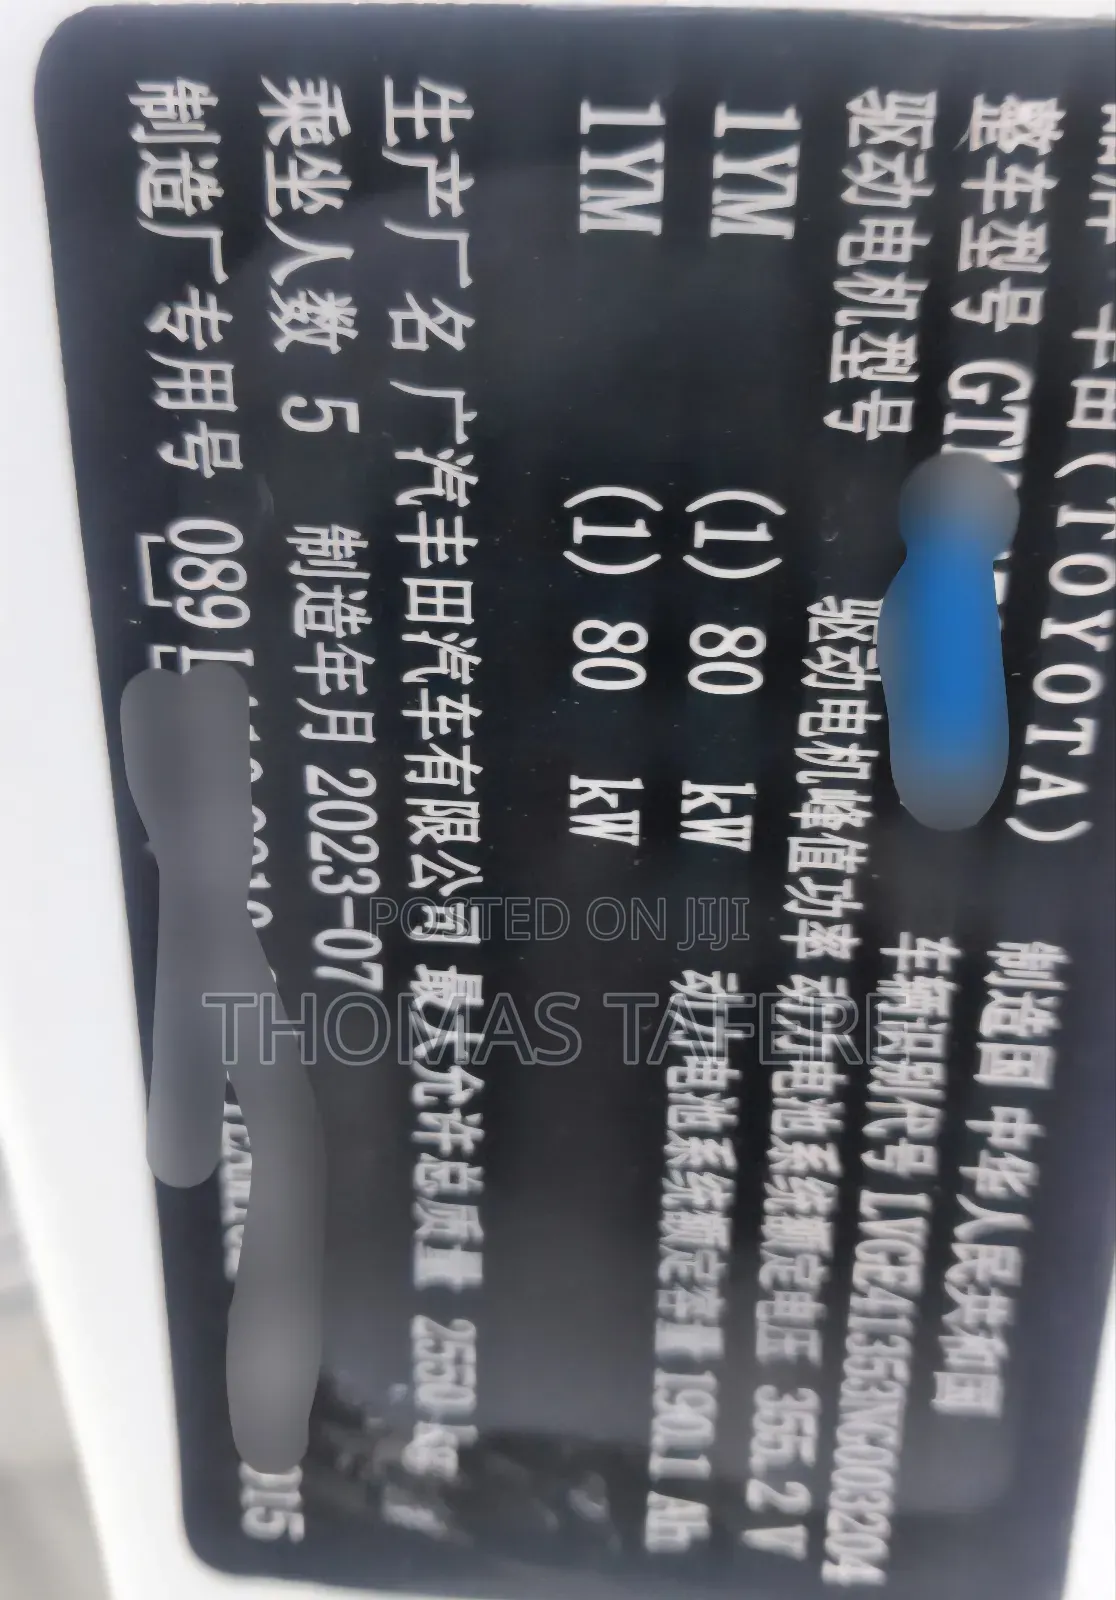 丰田(TOYOTA) 制造国 中华人民共和国
整车型号 GT 车辆识别代号 LVGE41353NG003204
驱动电机型号 驱动电机峰值功率 动力电池系统额定电压 355.2 V
1YM (1) 80 kW 动力电池系统额定容量 190.1 Ah
1YM (1) 80 kW
生产厂名 广汽丰田汽车有限公司 最大允许总质量 2550 kg
乘坐人数 5 制造年月 2023-07
制造厂专用号 089 L
POSTED ON JIJI
THOMAS TAFERE